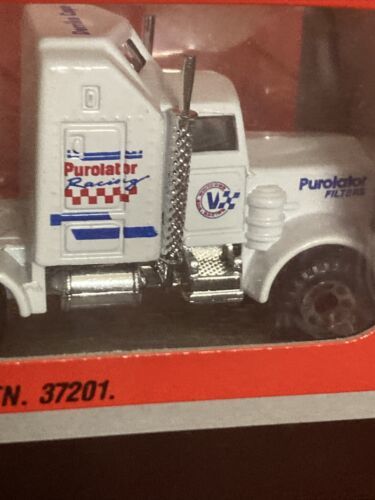 Purolator
Racing
V
Purolator
FILTERS
TN. 37201.